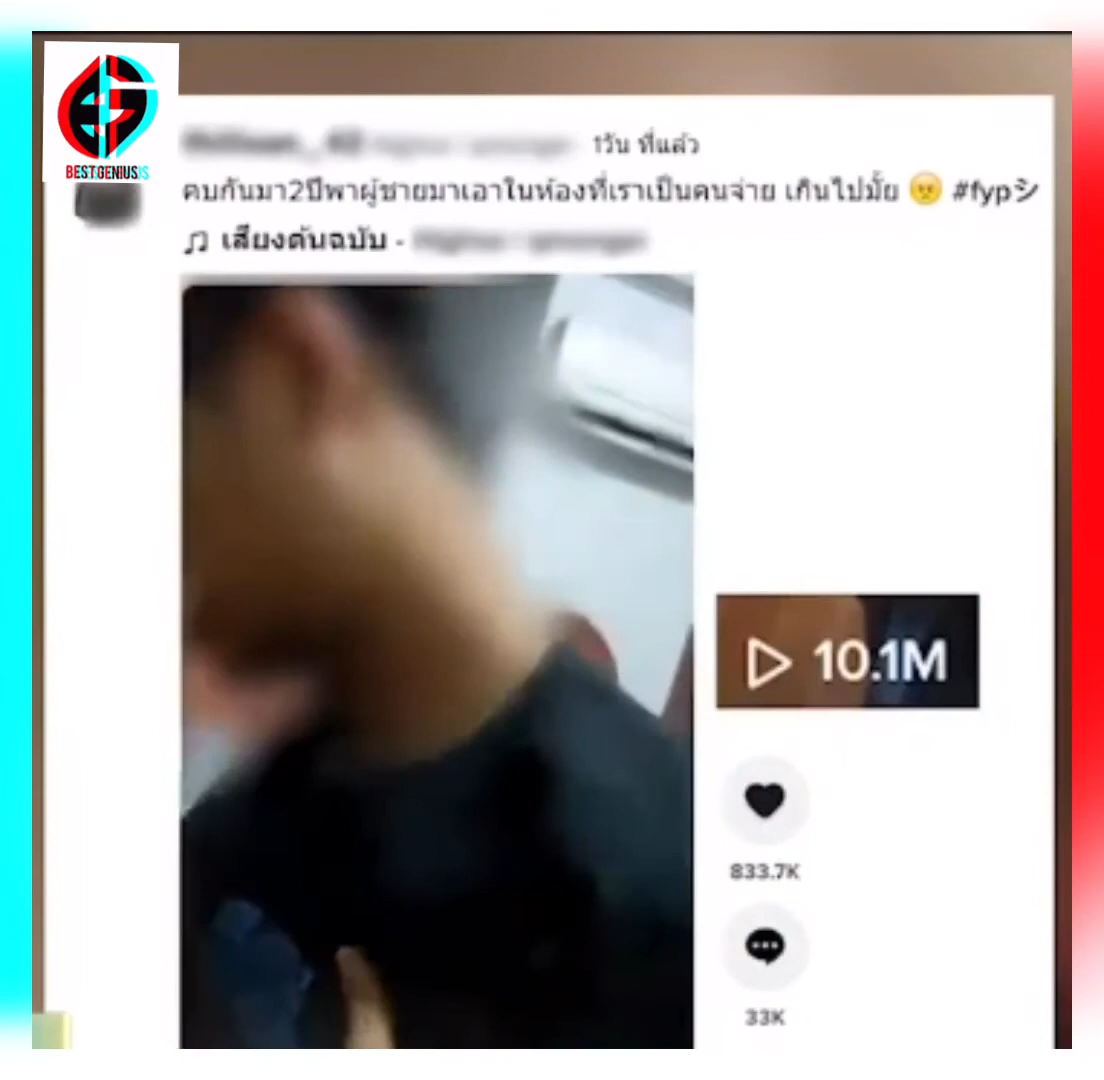 BESTGENIUSIS
1วัน ที่แล้ว
คบกันมา2ปีพาผู้ชายมาเอาในห้องที่เราเป็นคนจ่าย เกินไปมั้ย 🫤 #fypシ
♫ เสียงต้นฉบับ -
10.1M
833.7K
33K